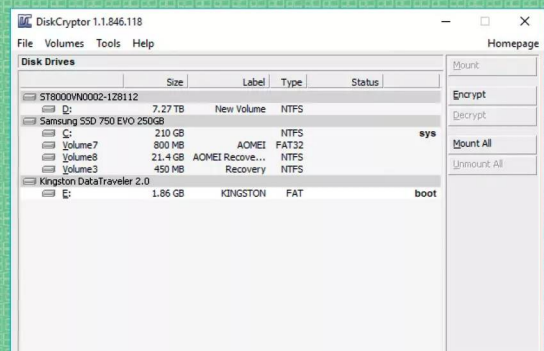 DiskCryptor 1.1.846.118
File Volumes Tools Help Homepage
Disk Drives
Size Label Type Status
ST8000VN0002-1Z8112
D: 7.27 TB New Volume NTFS
Samsung SSD 750 EVO 250GB
C: 210 GB NTFS sys
Volume7 800 MB AOMEI FAT32
Volume8 21.4 GB AOMEI Recove... NTFS
Volume3 450 MB Recovery NTFS
Kingston DataTraveler 2.0
E: 1.86 GB KINGSTON FAT boot
Mount
Encrypt
Decrypt
Mount All
Unmount All